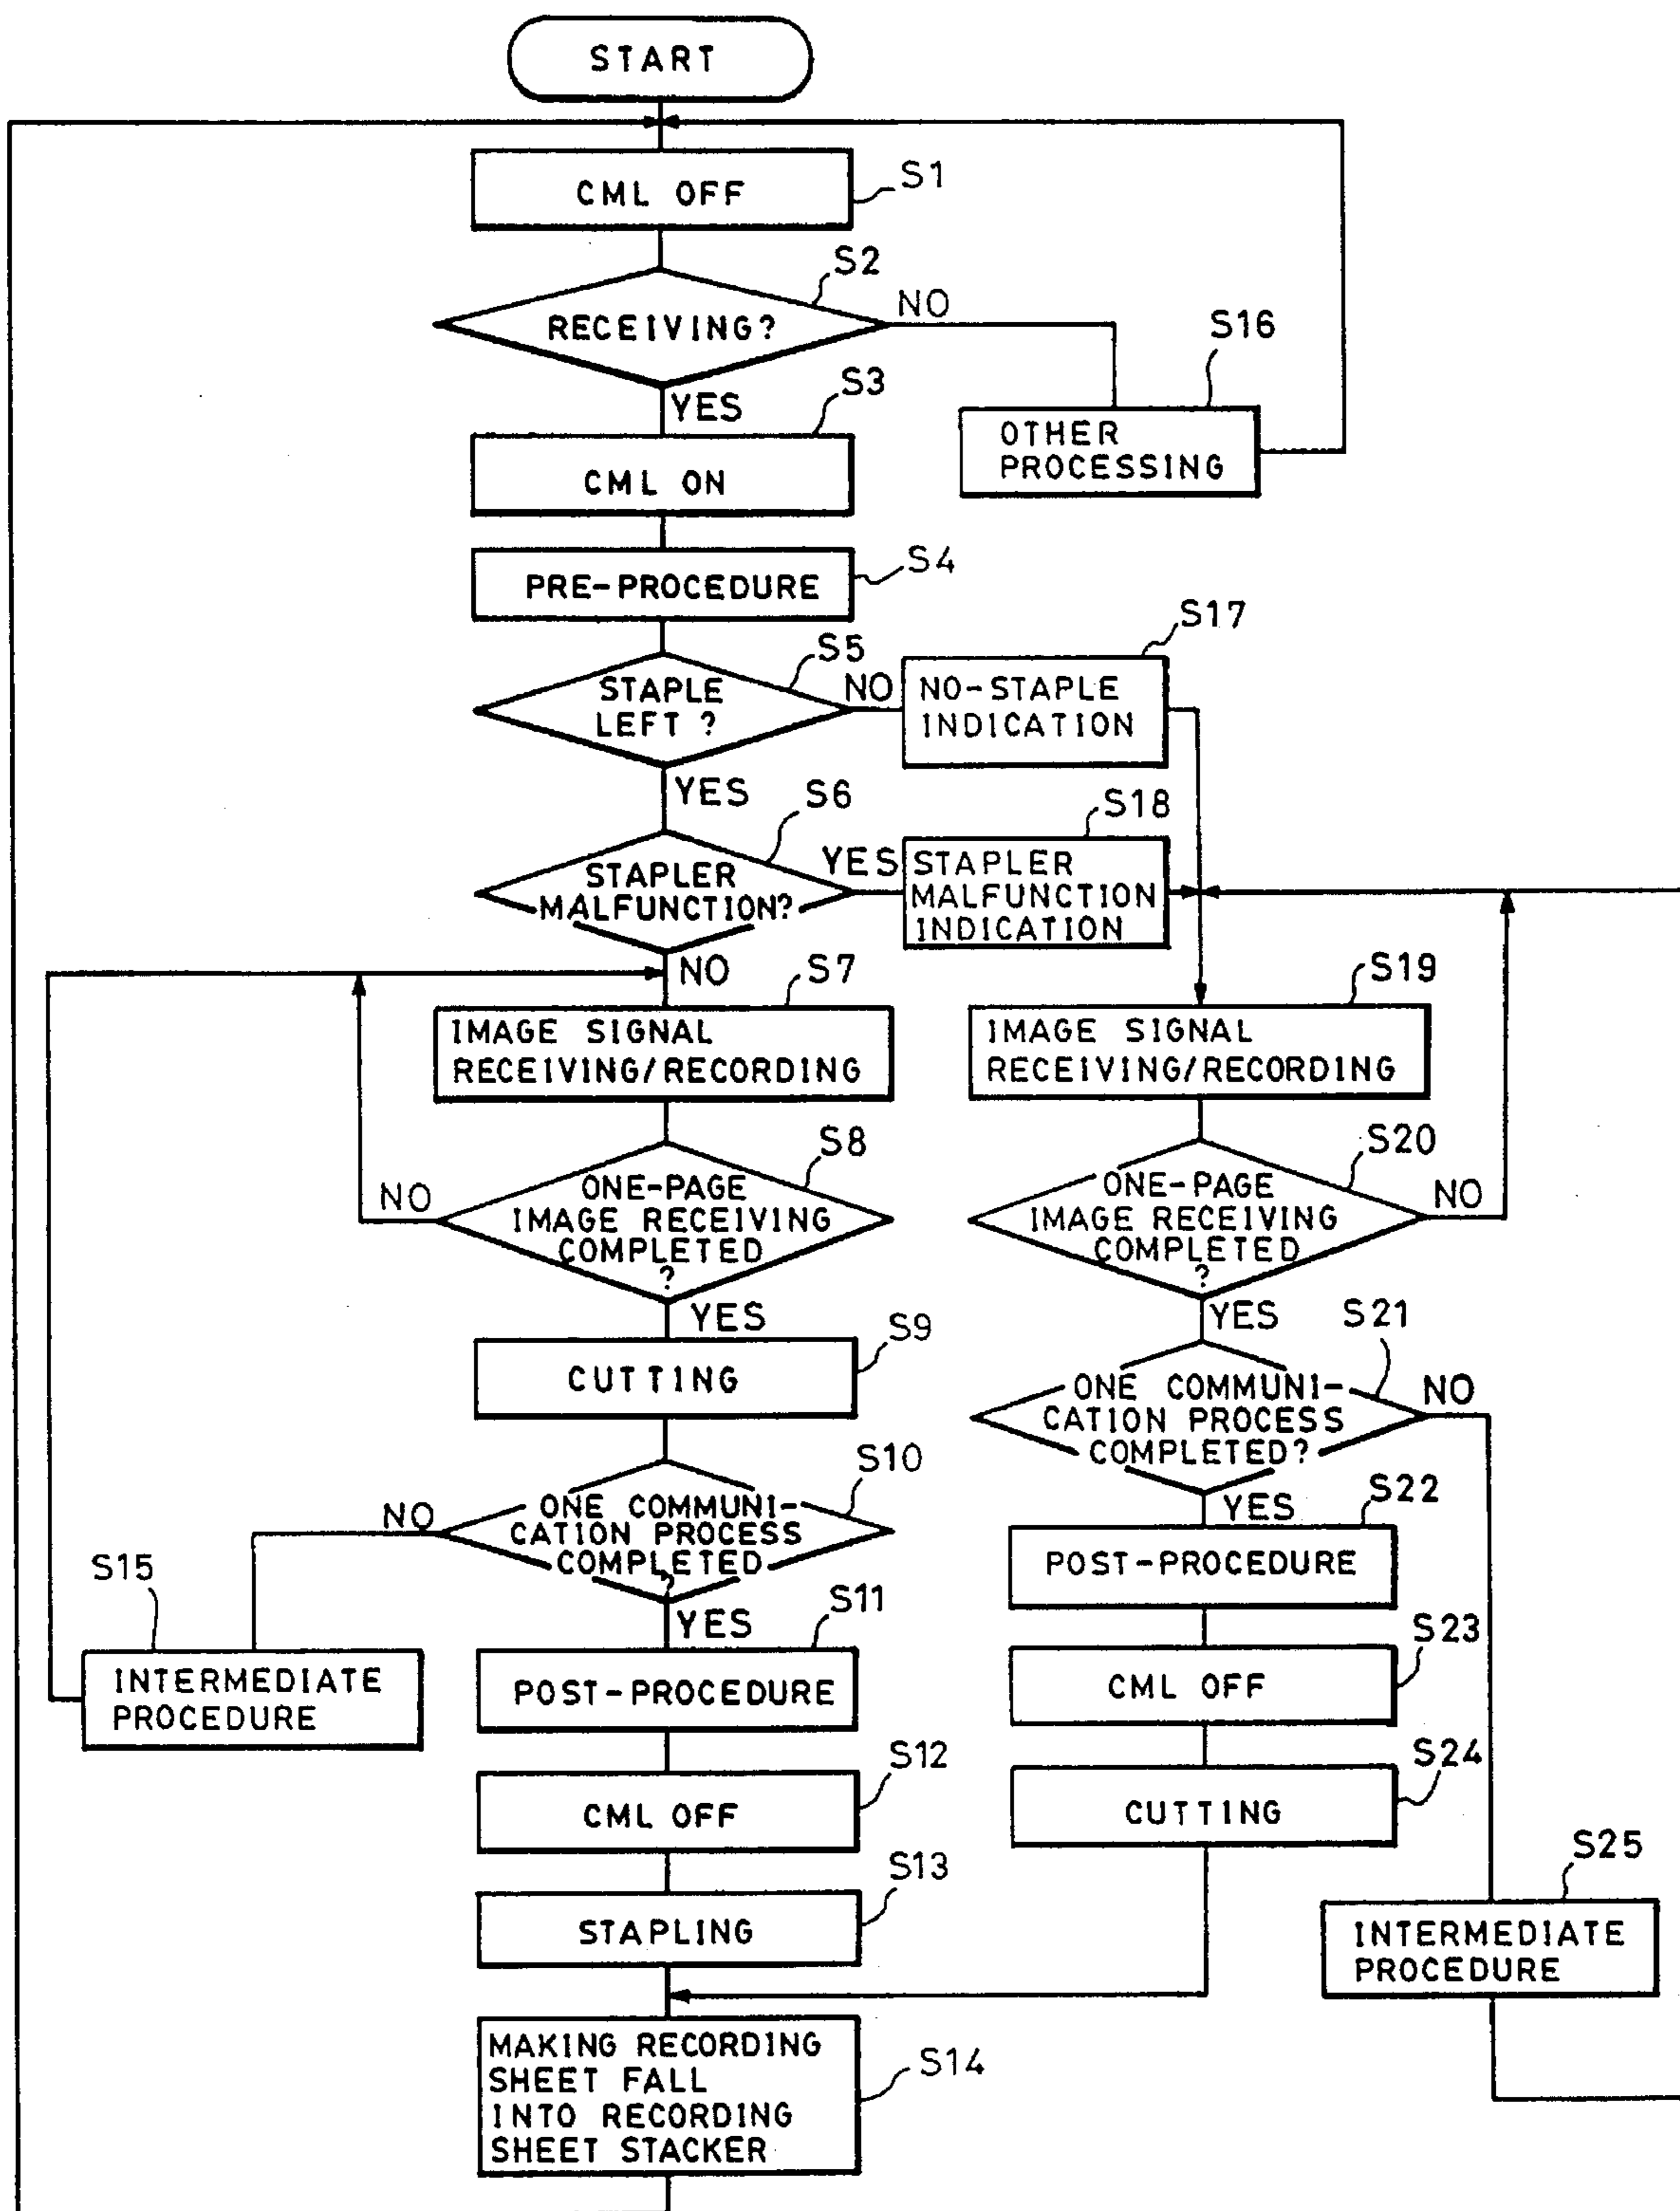 START
CML OFF
S1
S2
RECEIVING?
NO
YES
S3
S16
OTHER
PROCESSING
CML ON
S4
PRE-PROCEDURE
S17
S5
STAPLE
LEFT ?
NO
NO-STAPLE
INDICATION
YES
S6
S18
STAPLER
MALFUNCTION?
YES
STAPLER
MALFUNCTION
INDICATION
NO
S7
S19
IMAGE SIGNAL
RECEIVING/RECORDING
IMAGE SIGNAL
RECEIVING/RECORDING
S8
S20
NO
ONE-PAGE
IMAGE RECEIVING
COMPLETED
?
ONE-PAGE
IMAGE RECEIVING
COMPLETED
?
NO
YES
YES
S9
S21
CUTTING
ONE COMMUNI-
CATION PROCESS
COMPLETED?
NO
S10
S22
NO
ONE COMMUNI-
CATION PROCESS
COMPLETED
?
YES
POST-PROCEDURE
S15
S11
YES
S23
INTERMEDIATE
PROCEDURE
POST-PROCEDURE
CML OFF
S12
S24
CML OFF
CUTTING
S13
S25
STAPLING
INTERMEDIATE
PROCEDURE
MAKING RECORDING
SHEET FALL
INTO RECORDING
SHEET STACKER
S14